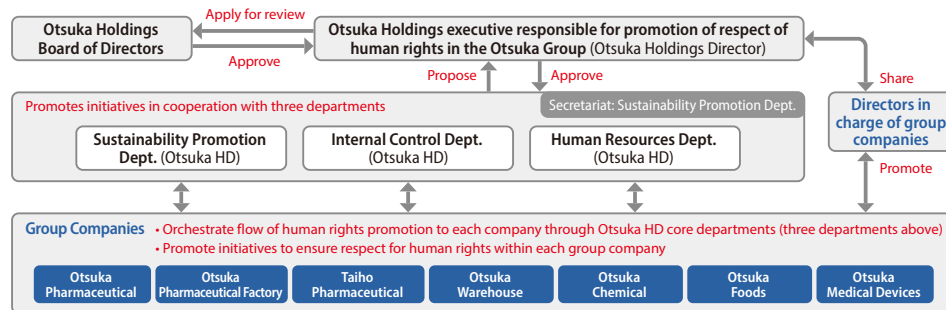 Otsuka Holdings
Board of Directors
Apply for review
Approve
Otsuka Holdings executive responsible for promotion of respect of
human rights in the Otsuka Group (Otsuka Holdings Director)
Propose
Approve
Share
Promotes initiatives in cooperation with three departments
Secretariat: Sustainability Promotion Dept.
Sustainability Promotion
Dept. (Otsuka HD)
Internal Control Dept.
(Otsuka HD)
Human Resources Dept.
(Otsuka HD)
Directors in
charge of group
companies
Promote
Group Companies
• Orchestrate flow of human rights promotion to each company through Otsuka HD core departments (three departments above)
• Promote initiatives to ensure respect for human rights within each group company
Otsuka
Pharmaceutical
Otsuka
Pharmaceutical Factory
Taiho
Pharmaceutical
Otsuka
Warehouse
Otsuka
Chemical
Otsuka
Foods
Otsuka
Medical Devices